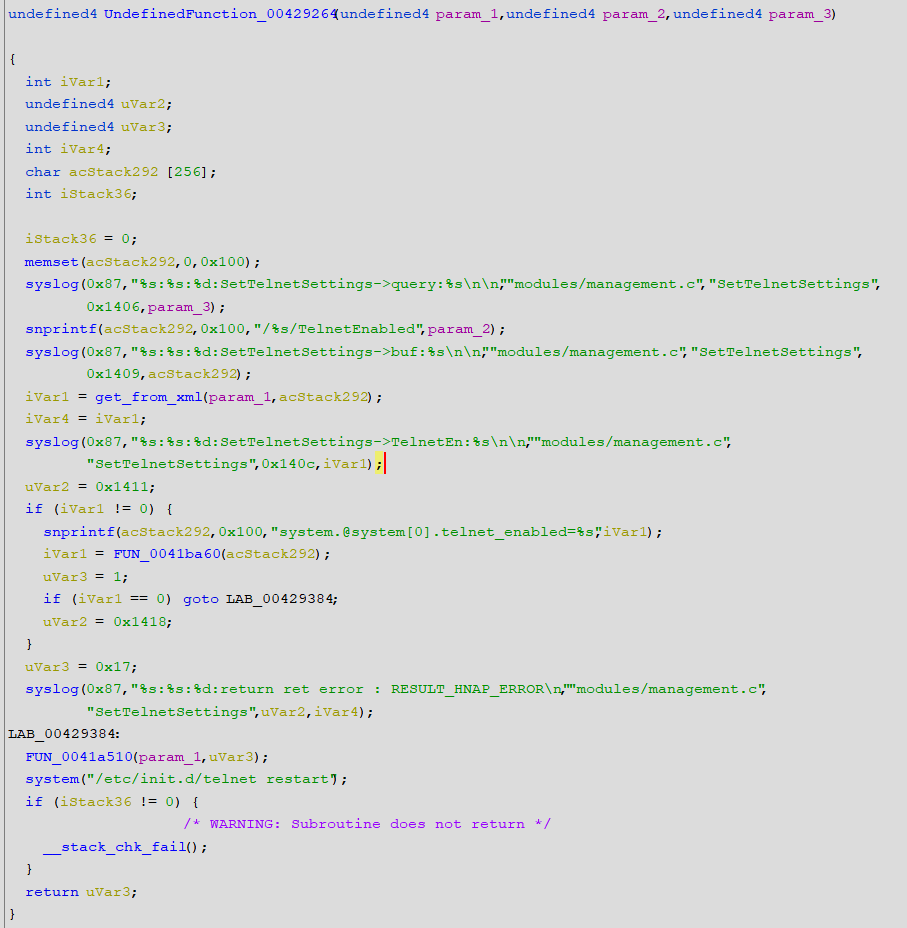 undefined4 UndefinedFunction_00429264(undefined4 param_1,undefined4 param_2,undefined4 param_3)
{
int iVar1;
undefined4 uVar2;
undefined4 uVar3;
int iVar4;
char acStack292 [256];
int iStack36;
iStack36 = 0;
memset(acStack292,0,0x100);
syslog(0x87,"%s:%s:%d:SetTelnetSettings->query:%s\n\n","modules/management.c","SetTelnetSettings",
0x1406,param_3);
snprintf(acStack292,0x100,"/%s/TelnetEnabled",param_2);
syslog(0x87,"%s:%s:%d:SetTelnetSettings->buf:%s\n\n","modules/management.c","SetTelnetSettings",
0x1409,acStack292);
iVar1 = get_from_xml(param_1,acStack292);
iVar4 = iVar1;
syslog(0x87,"%s:%s:%d:SetTelnetSettings->TelnetEn:%s\n\n","modules/management.c",
"SetTelnetSettings",0x140c,iVar1);
uVar2 = 0x1411;
if (iVar1 != 0) {
snprintf(acStack292,0x100,"system.@system[0].telnet_enabled=%s",iVar1);
iVar1 = FUN_0041ba60(acStack292);
uVar3 = 1;
if (iVar1 == 0) goto LAB_00429384;
uVar2 = 0x1418;
}
uVar3 = 0x17;
syslog(0x87,"%s:%s:%d:return ret error : RESULT_HNAP_ERROR\n","modules/management.c",
"SetTelnetSettings",uVar2,iVar4);
LAB_00429384:
FUN_0041a510(param_1,uVar3);
system("/etc/init.d/telnet restart");
if (iStack36 != 0) {
/* WARNING: Subroutine does not return */
__stack_chk_fail();
}
return uVar3;
}